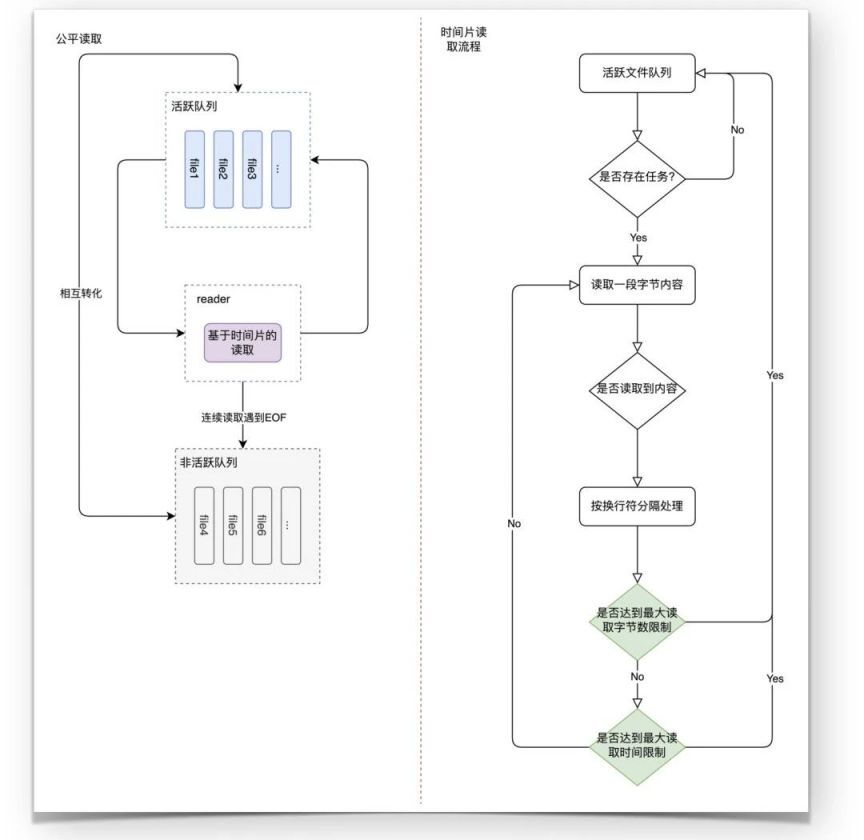 公平读取
活跃队列
file1
file2
file3
...
相互转化
reader
基于时间片的
读取
连续读取遇到EOF
非活跃队列
file4
file5
file6
...
时间片读
取流程
活跃文件队列
No
是否存在任务?
Yes
读取一段字节内容
Yes
是否读取到内容
按换行符分隔处理
No
是否达到最大读
取字节数限制
No
Yes
是否达到最大读
取时间限制